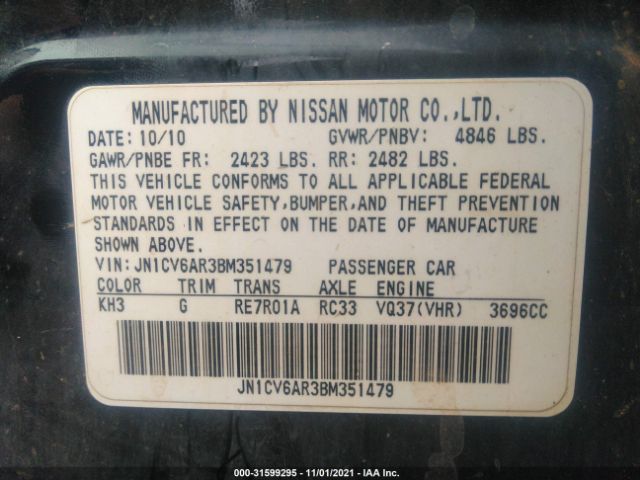 MANUFACTURED BY NISSAN MOTOR CO.,LTD.
DATE: 10/10 GVWR/PNBV: 4846 LBS.
GAWR/PNBE FR: 2423 LBS. RR: 2482 LBS.
THIS VEHICLE CONFORMS TO ALL APPLICABLE FEDERAL
MOTOR VEHICLE SAFETY,BUMPER,AND THEFT PREVENTION
STANDARDS IN EFFECT ON THE DATE OF MANUFACTURE
SHOWN ABOVE.
VIN:JN1CV6AR3BM351479 PASSENGER CAR
COLOR TRIM TRANS AXLE ENGINE
KH3 G RE7R01A RC33 VQ37(VHR) 3696CC
JN1CV6AR3BM351479
000-31599295 - 11/01/2021 - IAA Inc.